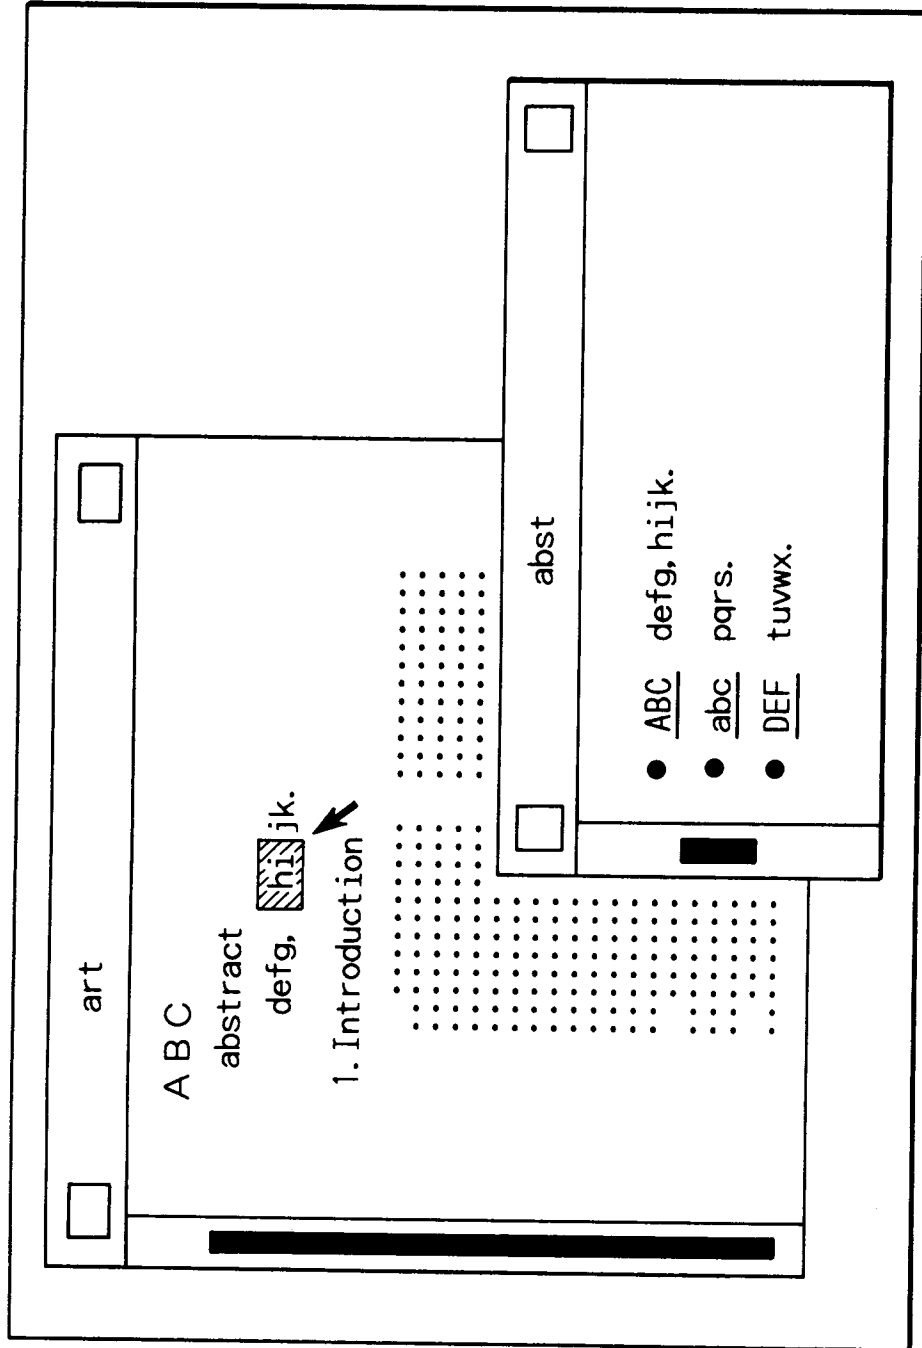 art
A B C
abstract
defg, hijk.
1. Introduction
abst
● ABC defg, hijk.
● abc pqrs.
● DEF tuvwx.